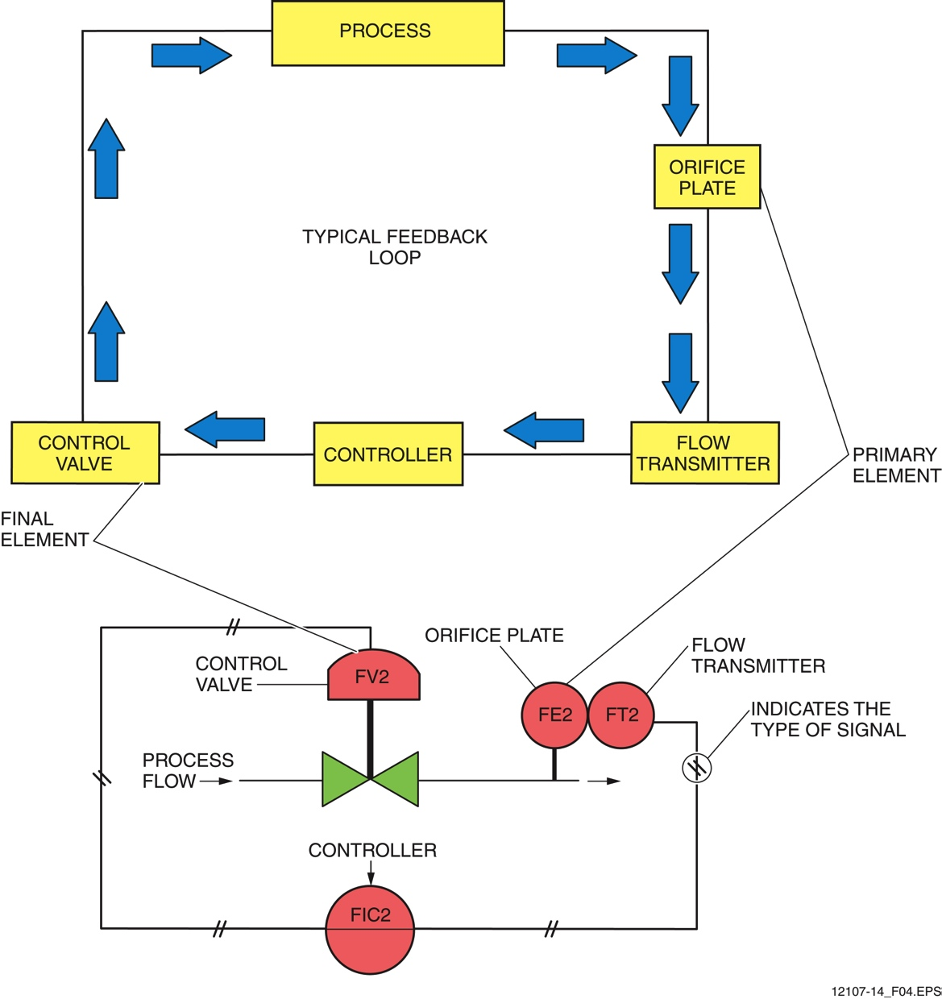 PROCESS
ORIFICE
PLATE
TYPICAL FEEDBACK
LOOP
CONTROL
VALVE
CONTROLLER
FLOW
TRANSMITTER
PRIMARY
ELEMENT
FINAL
ELEMENT
ORIFICE PLATE
FLOW
TRANSMITTER
CONTROL
VALVE
FV2
FE2
FT2
INDICATES THE
TYPE OF SIGNAL
PROCESS
FLOW
CONTROLLER
FIC2
12107-14_F04.EPS